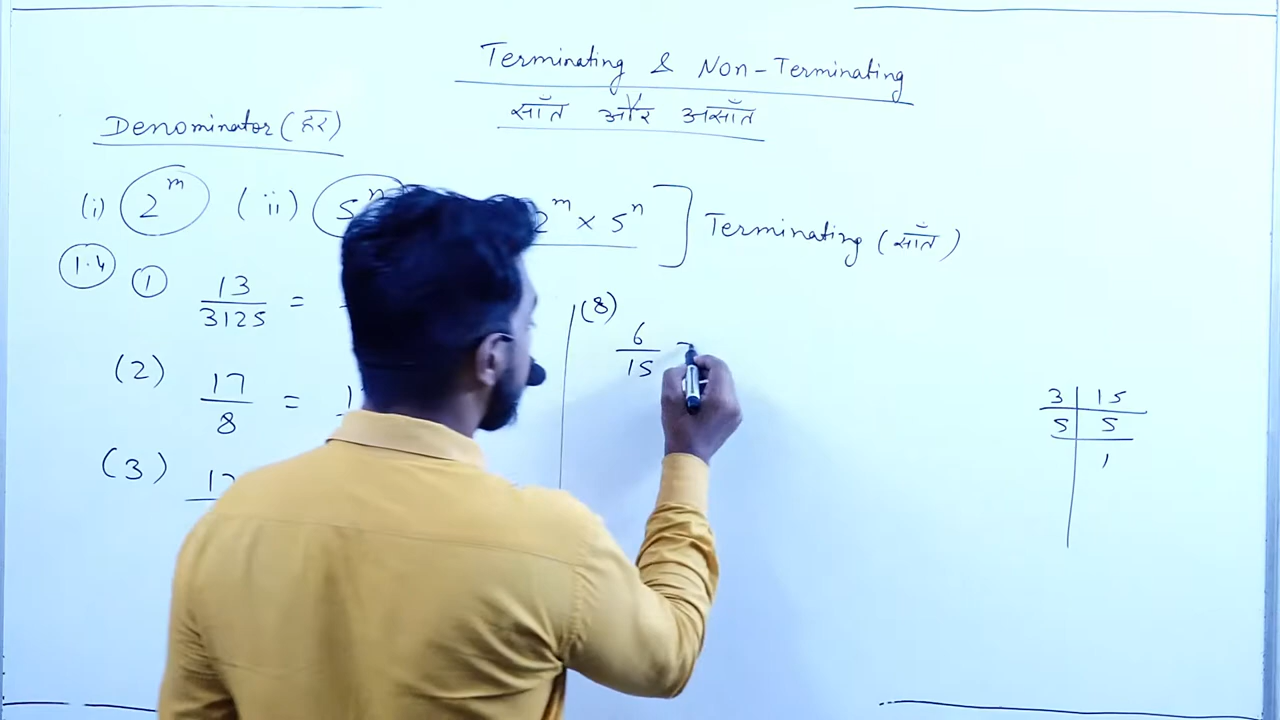 Terminating & Non-Terminating
साँत और असाँत
Denominator (हर)
(i) 2^m (ii) 5^n 2^m × 5^n ] Terminating (साँत)
1.4 1 13/3125 =
(2) 17/8 =
(3)
(8)
6/15
3 | 15
5 | 5
1